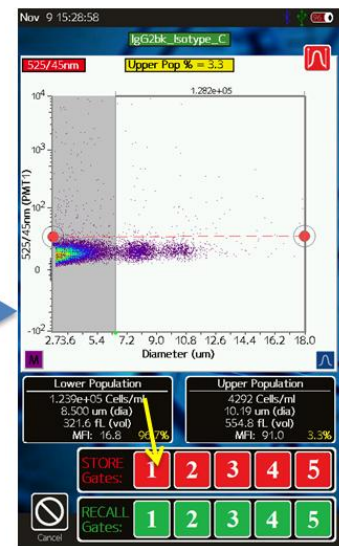 Nov 9 15:28:58
IgG2bk_Isotype_C
525/45nm
Upper Pop % = 3.3
1.282e+05
10⁴
10³
10²
0
-10²
525/45nm (PMT1)
2.73.6 5.4 7.2 9.0 10.8 12.6 14.4 16.2 18.0
Diameter (um)
M
Lower Population
1.239e+05 Cells/ml
8.500 um (dia)
321.6 fL (vol)
MFI: 16.8 96.7%
Upper Population
4292 Cells/ml
10.19 um (dia)
554.8 fL (vol)
MFI: 91.0 3.3%
STORE Gates: 1 2 3 4 5
RECALL Gates: 1 2 3 4 5
Cancel